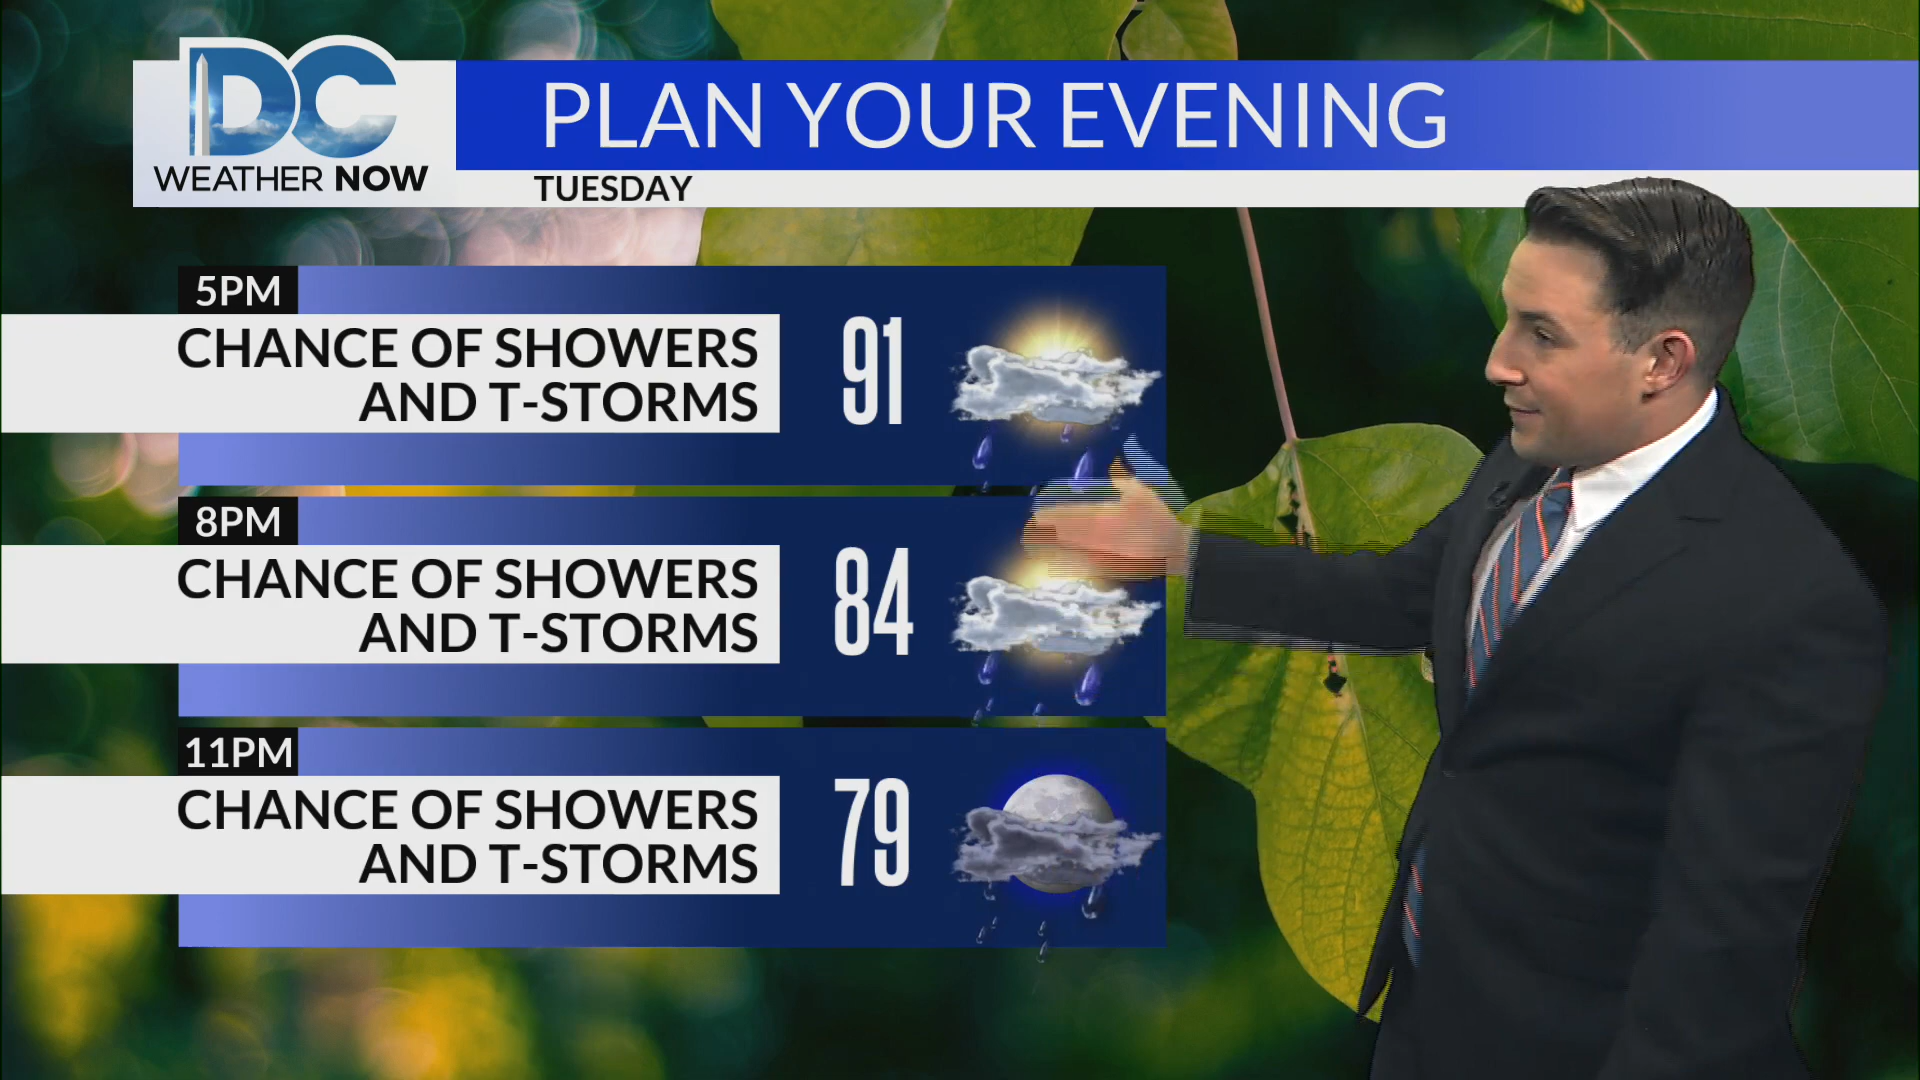 DC
WEATHER NOW
PLAN YOUR EVENING
TUESDAY
5PM
CHANCE OF SHOWERS
AND T-STORMS
91
8PM
CHANCE OF SHOWERS
AND T-STORMS
84
11PM
CHANCE OF SHOWERS
AND T-STORMS
79